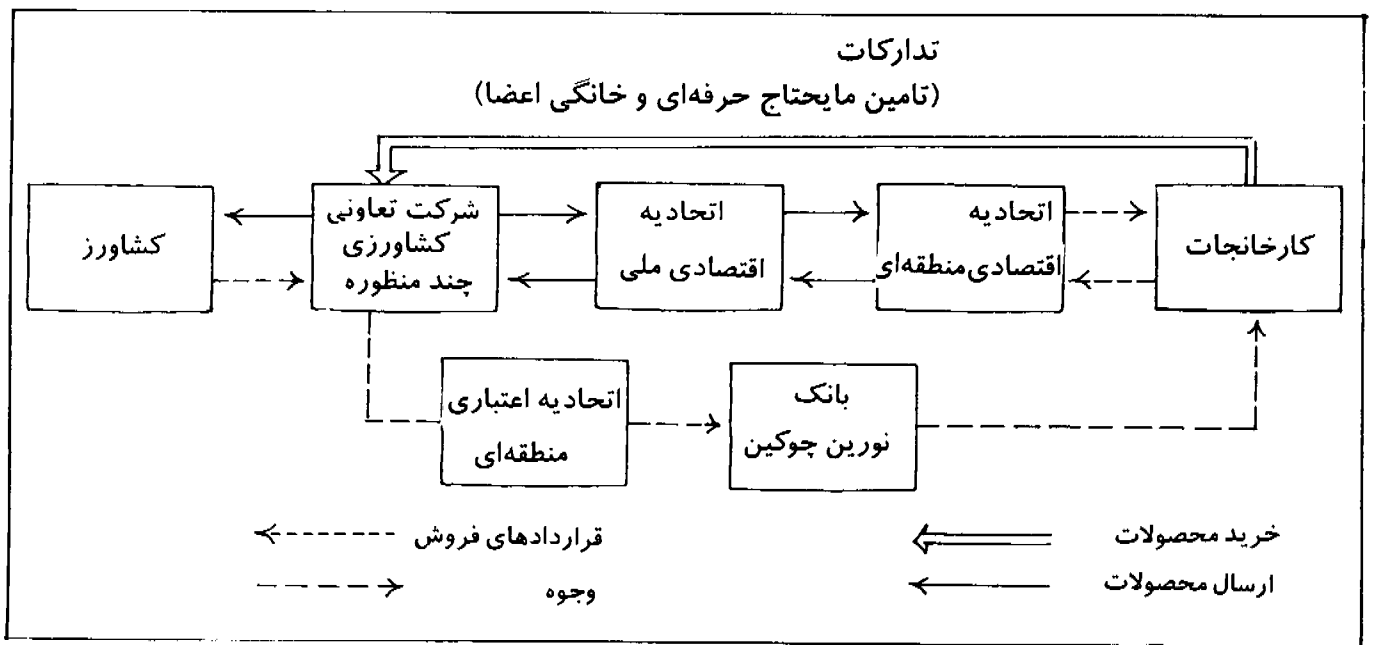 تدارکات
(تامین مایحتاج حرفه‌ای و خانگی اعضا)
کارخانجات
اتحادیه
اقتصادی منطقه‌ای
اتحادیه
اقتصادی ملی
شرکت تعاونی
کشاورزی
چند منظوره
کشاورز
بانک
نورین چوکین
اتحادیه اعتباری
منطقه‌ای
خرید محصولات
ارسال محصولات
قراردادهای فروش
وجوه